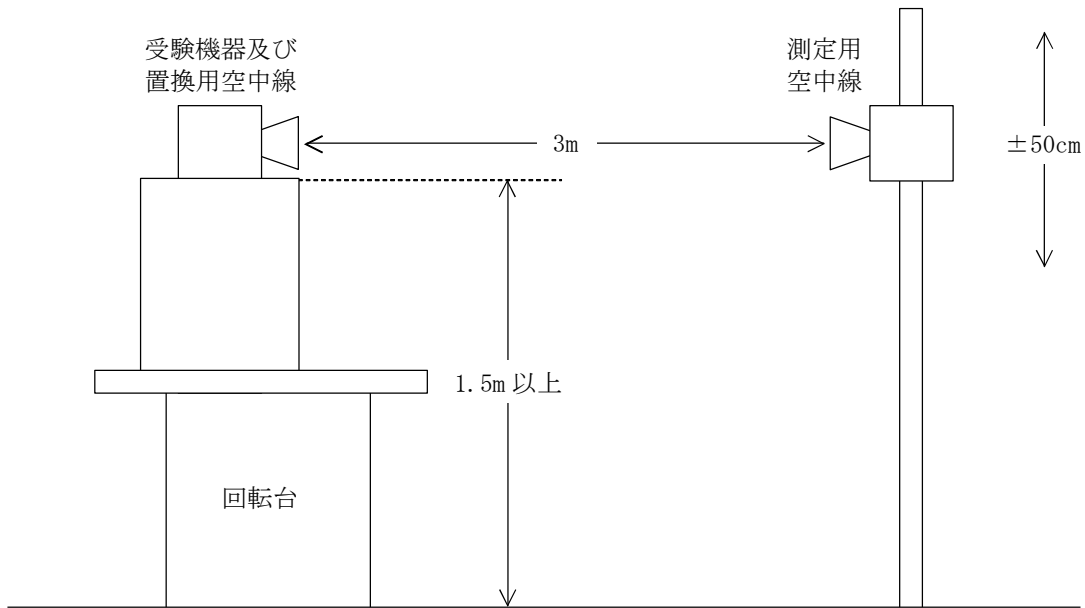 受験機器及び
置換用空中線
測定用
空中線
3m
±50cm
1.5m以上
回転台